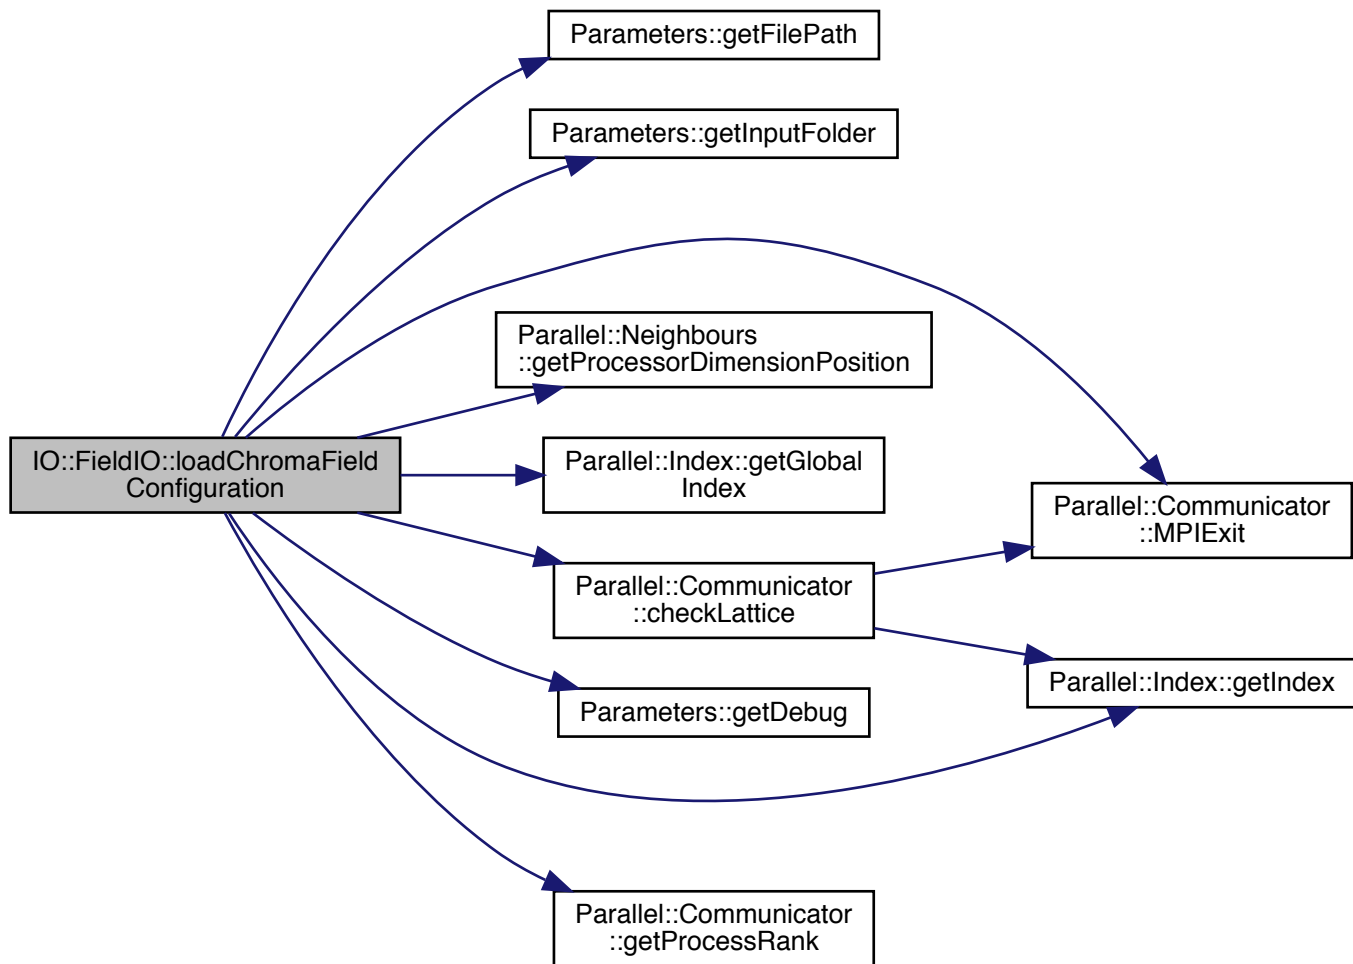 Parameters::getFilePath
Parameters::getInputFolder
Parallel::Neighbours
::getProcessorDimensionPosition
IO::FieldIO::loadChromaField
Configuration
Parallel::Index::getGlobal
Index
Parallel::Communicator
::MPIExit
Parallel::Communicator
::checkLattice
Parallel::Index::getIndex
Parameters::getDebug
Parallel::Communicator
::getProcessRank